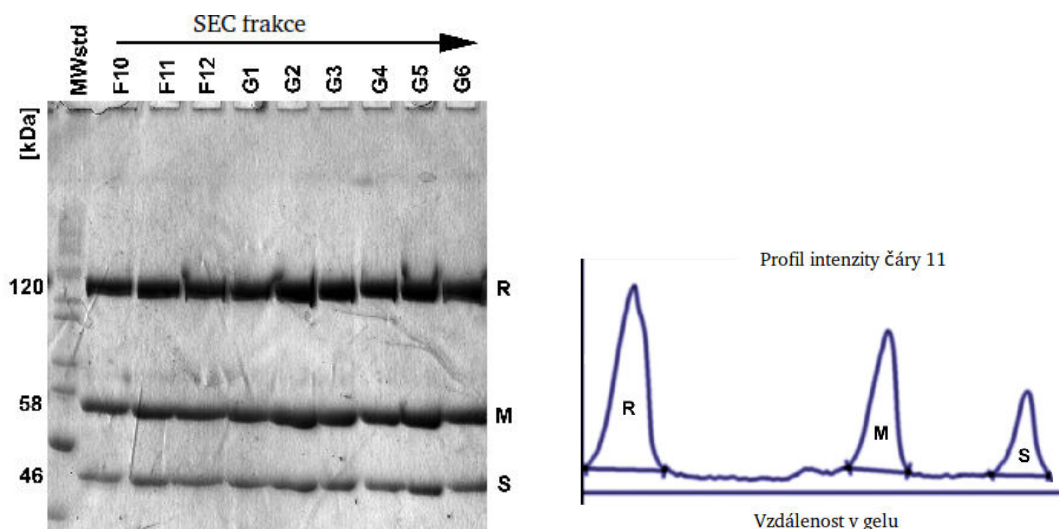 SEC frakce
MWstd F10 F11 F12 G1 G2 G3 G4 G5 G6
[kDa]
120 R
58 M
46 S
Profil intenzity čáry 11
R
M
S
Vzdálenost v gelu